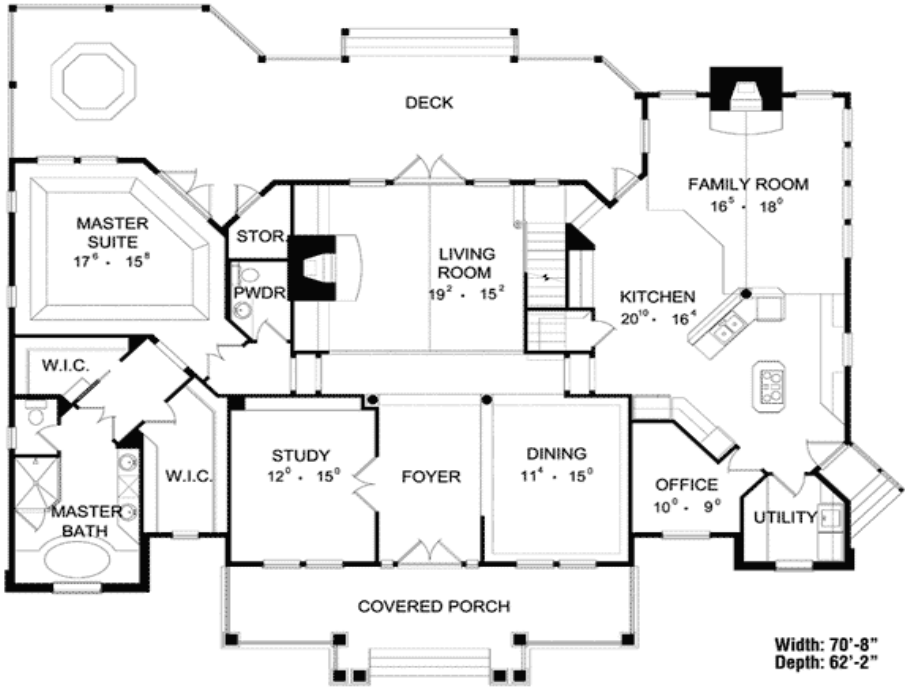 DECK
FAMILY ROOM
16⁵ · 18⁰
MASTER
SUITE
17⁶ · 15⁸
STOR.
LIVING
ROOM
19² · 15²
PWDR.
KITCHEN
20¹⁰ · 16⁴
W.I.C.
STUDY
12⁰ · 15⁰
FOYER
DINING
11⁴ · 15⁰
W.I.C.
OFFICE
10⁰ · 9⁰
MASTER
BATH
UTILITY
COVERED PORCH
Width: 70'-8"
Depth: 62'-2"